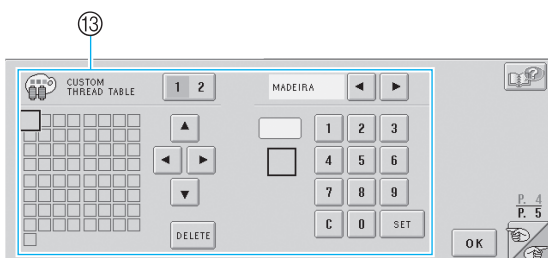 ⑬
CUSTOM
THREAD TABLE
1 2
MADEIRA
1 2 3
4 5 6
7 8 9
C 0 SET
DELETE
P. 4
P. 5
OK